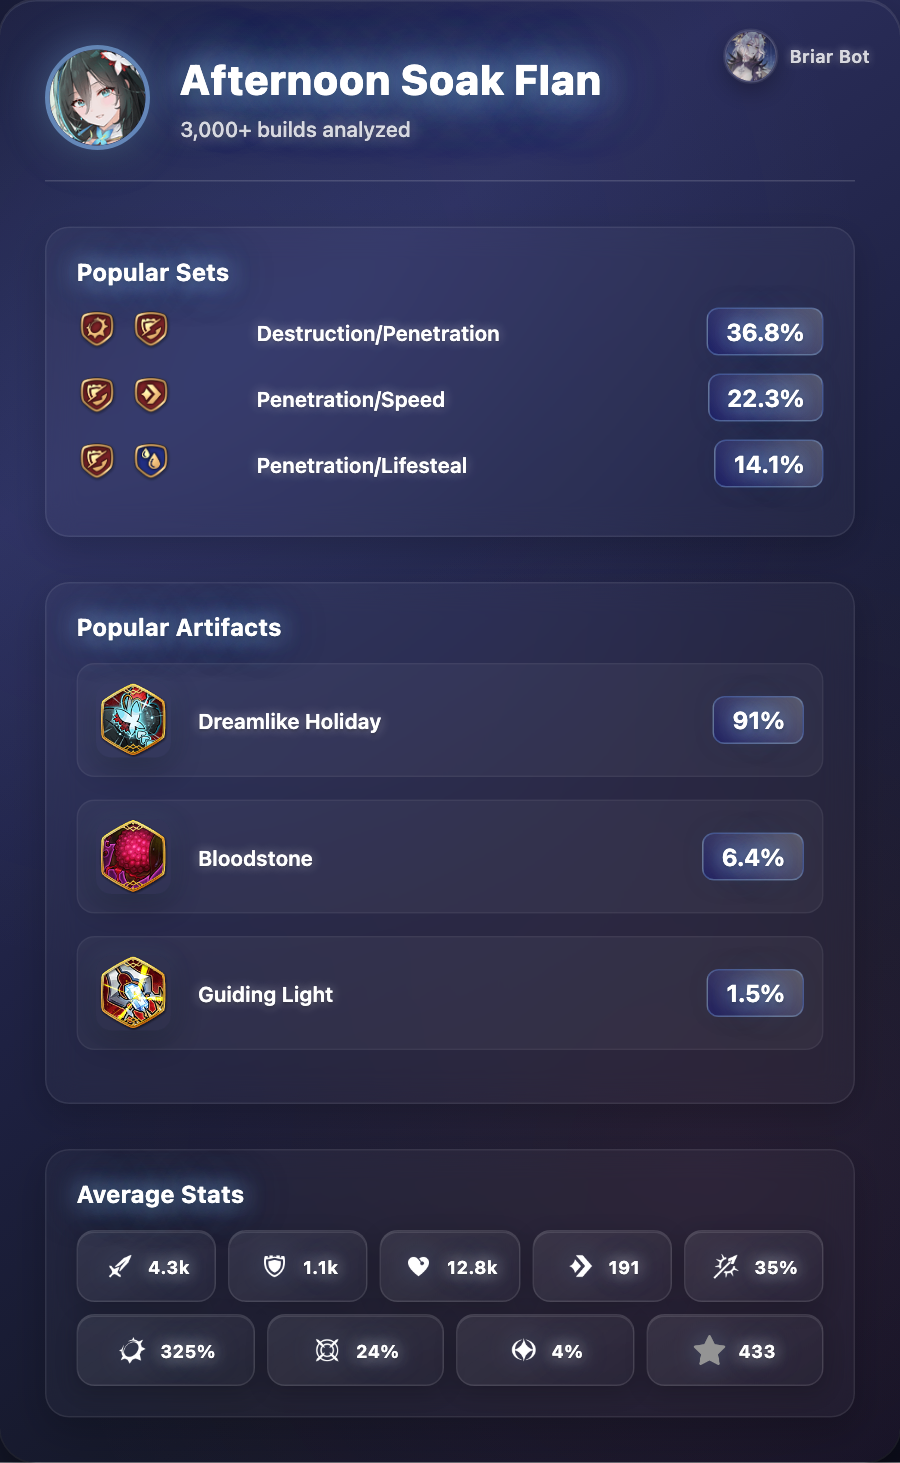 Afternoon Soak Flan
Briar Bot
3,000+ builds analyzed
Popular Sets
Destruction/Penetration 36.8%
Penetration/Speed 22.3%
Penetration/Lifesteal 14.1%
Popular Artifacts
Dreamlike Holiday 91%
Bloodstone 6.4%
Guiding Light 1.5%
Average Stats
4.3k 1.1k 12.8k 191 35%
325% 24% 4% 433